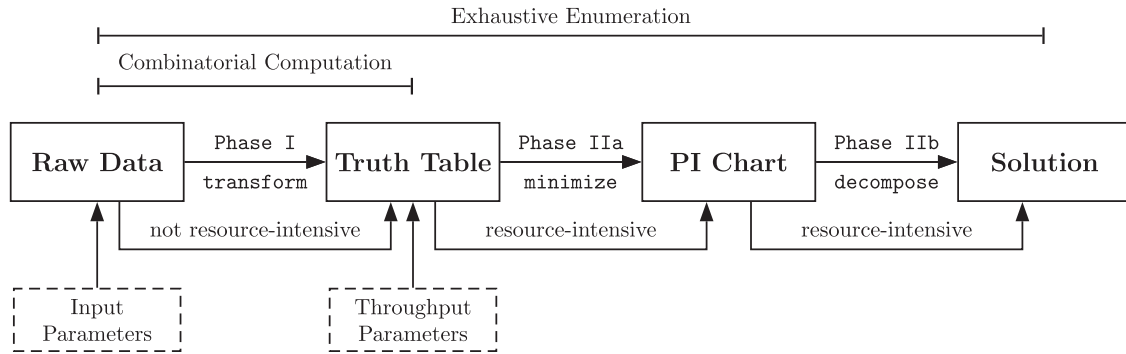 Exhaustive Enumeration
Combinatorial Computation
Raw Data
Phase I
transform
Truth Table
Phase IIa
minimize
PI Chart
Phase IIb
decompose
Solution
not resource-intensive
resource-intensive
resource-intensive
Input
Parameters
Throughput
Parameters